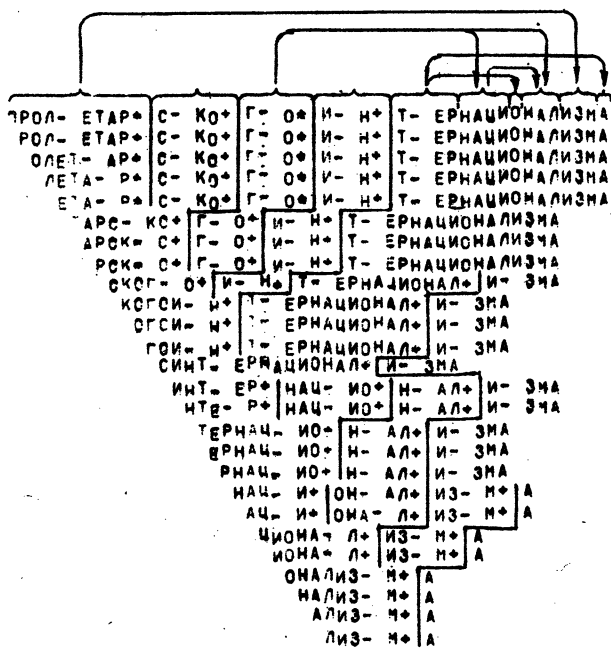 ПРОЛ- ЕТАР+ С- КО+ Г- О+ И- Н+ Т- ЕРНАЦИОНАЛИЗМА
РОЛ- ЕТАР+ С- КО+ Г- О+ И- Н+ Т- ЕРНАЦИОНАЛИЗМА
ОЛЕТ- АР+ С- КО+ Г- О+ И- Н+ Т- ЕРНАЦИОНАЛИЗМА
ЛЕТА- Р+ С- КО+ Г- О+ И- Н+ Т- ЕРНАЦИОНАЛИЗМА
ЕТА- Р+ С- КО+ Г- О+ И- Н+ Т- ЕРНАЦИОНАЛИЗМА
АРС- КО+ Г- О+ И- Н+ Т- ЕРНАЦИОНАЛИЗМА
АРСК- О+ Г- О+ И- Н+ Т- ЕРНАЦИОНАЛИЗМА
РСК- О+ Г- О+ И- Н+ Т- ЕРНАЦИОНАЛИЗМА
СКОГ- О+ И- Н+ Т- ЕРНАЦИОНАЛ+ И- ЗМА
КОГОИ- Н+ Т- ЕРНАЦИОНАЛ+ И- ЗМА
ОГОИ- Н+ Т- ЕРНАЦИОНАЛ+ И- ЗМА
ГОИ- Н+ Т- ЕРНАЦИОНАЛ+ И- ЗМА
СИНТ- ЕРНАЦИОНАЛ+ И- ЗМА
ИНТ- ЕР+ НАЦ- ИО+ Н- АЛ+ И- ЗМА
НТЕ- Р+ НАЦ- ИО+ Н- АЛ+ И- ЗМА
ТЕРНАЦ- ИО+ Н- АЛ+ И- ЗМА
ЕРНАЦ- ИО+ Н- АЛ+ И- ЗМА
РНАЦ- ИО+ Н- АЛ+ И- ЗМА
НАЦ- И+ ОН- АЛ+ ИЗ- М+ А
АЦ- И+ ОНА- Л+ ИЗ- М+ А
ЦИОНА- Л+ ИЗ- М+ А
ИОНА- Л+ ИЗ- М+ А
ОНАЛИЗ- М+ А
НАЛИЗ- М+ А
АЛИЗ- М+ А
ЛИЗ- М+ А